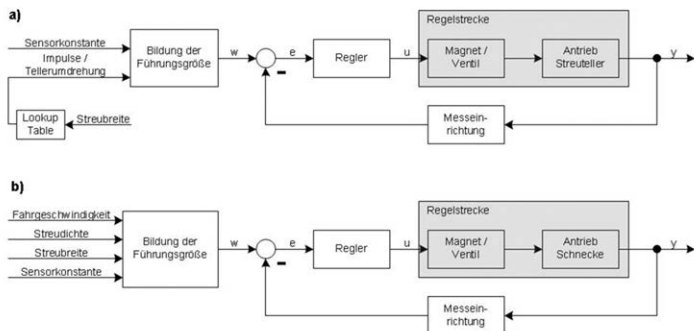 a)
Regelstrecke
Sensorkonstante
Impulse /
Tellerumdrehung
Bildung der
Führungsgröße
w
e
Regler
u
Magnet /
Ventil
Antrieb
Streuteller
y
Lookup
Table
Streubreite
Messein-
richtung
b)
Regelstrecke
Fahrgeschwindigkeit
Streudichte
Streubreite
Sensorkonstante
Bildung der
Führungsgröße
w
e
Regler
u
Magnet /
Ventil
Antrieb
Schnecke
y
Messein-
richtung